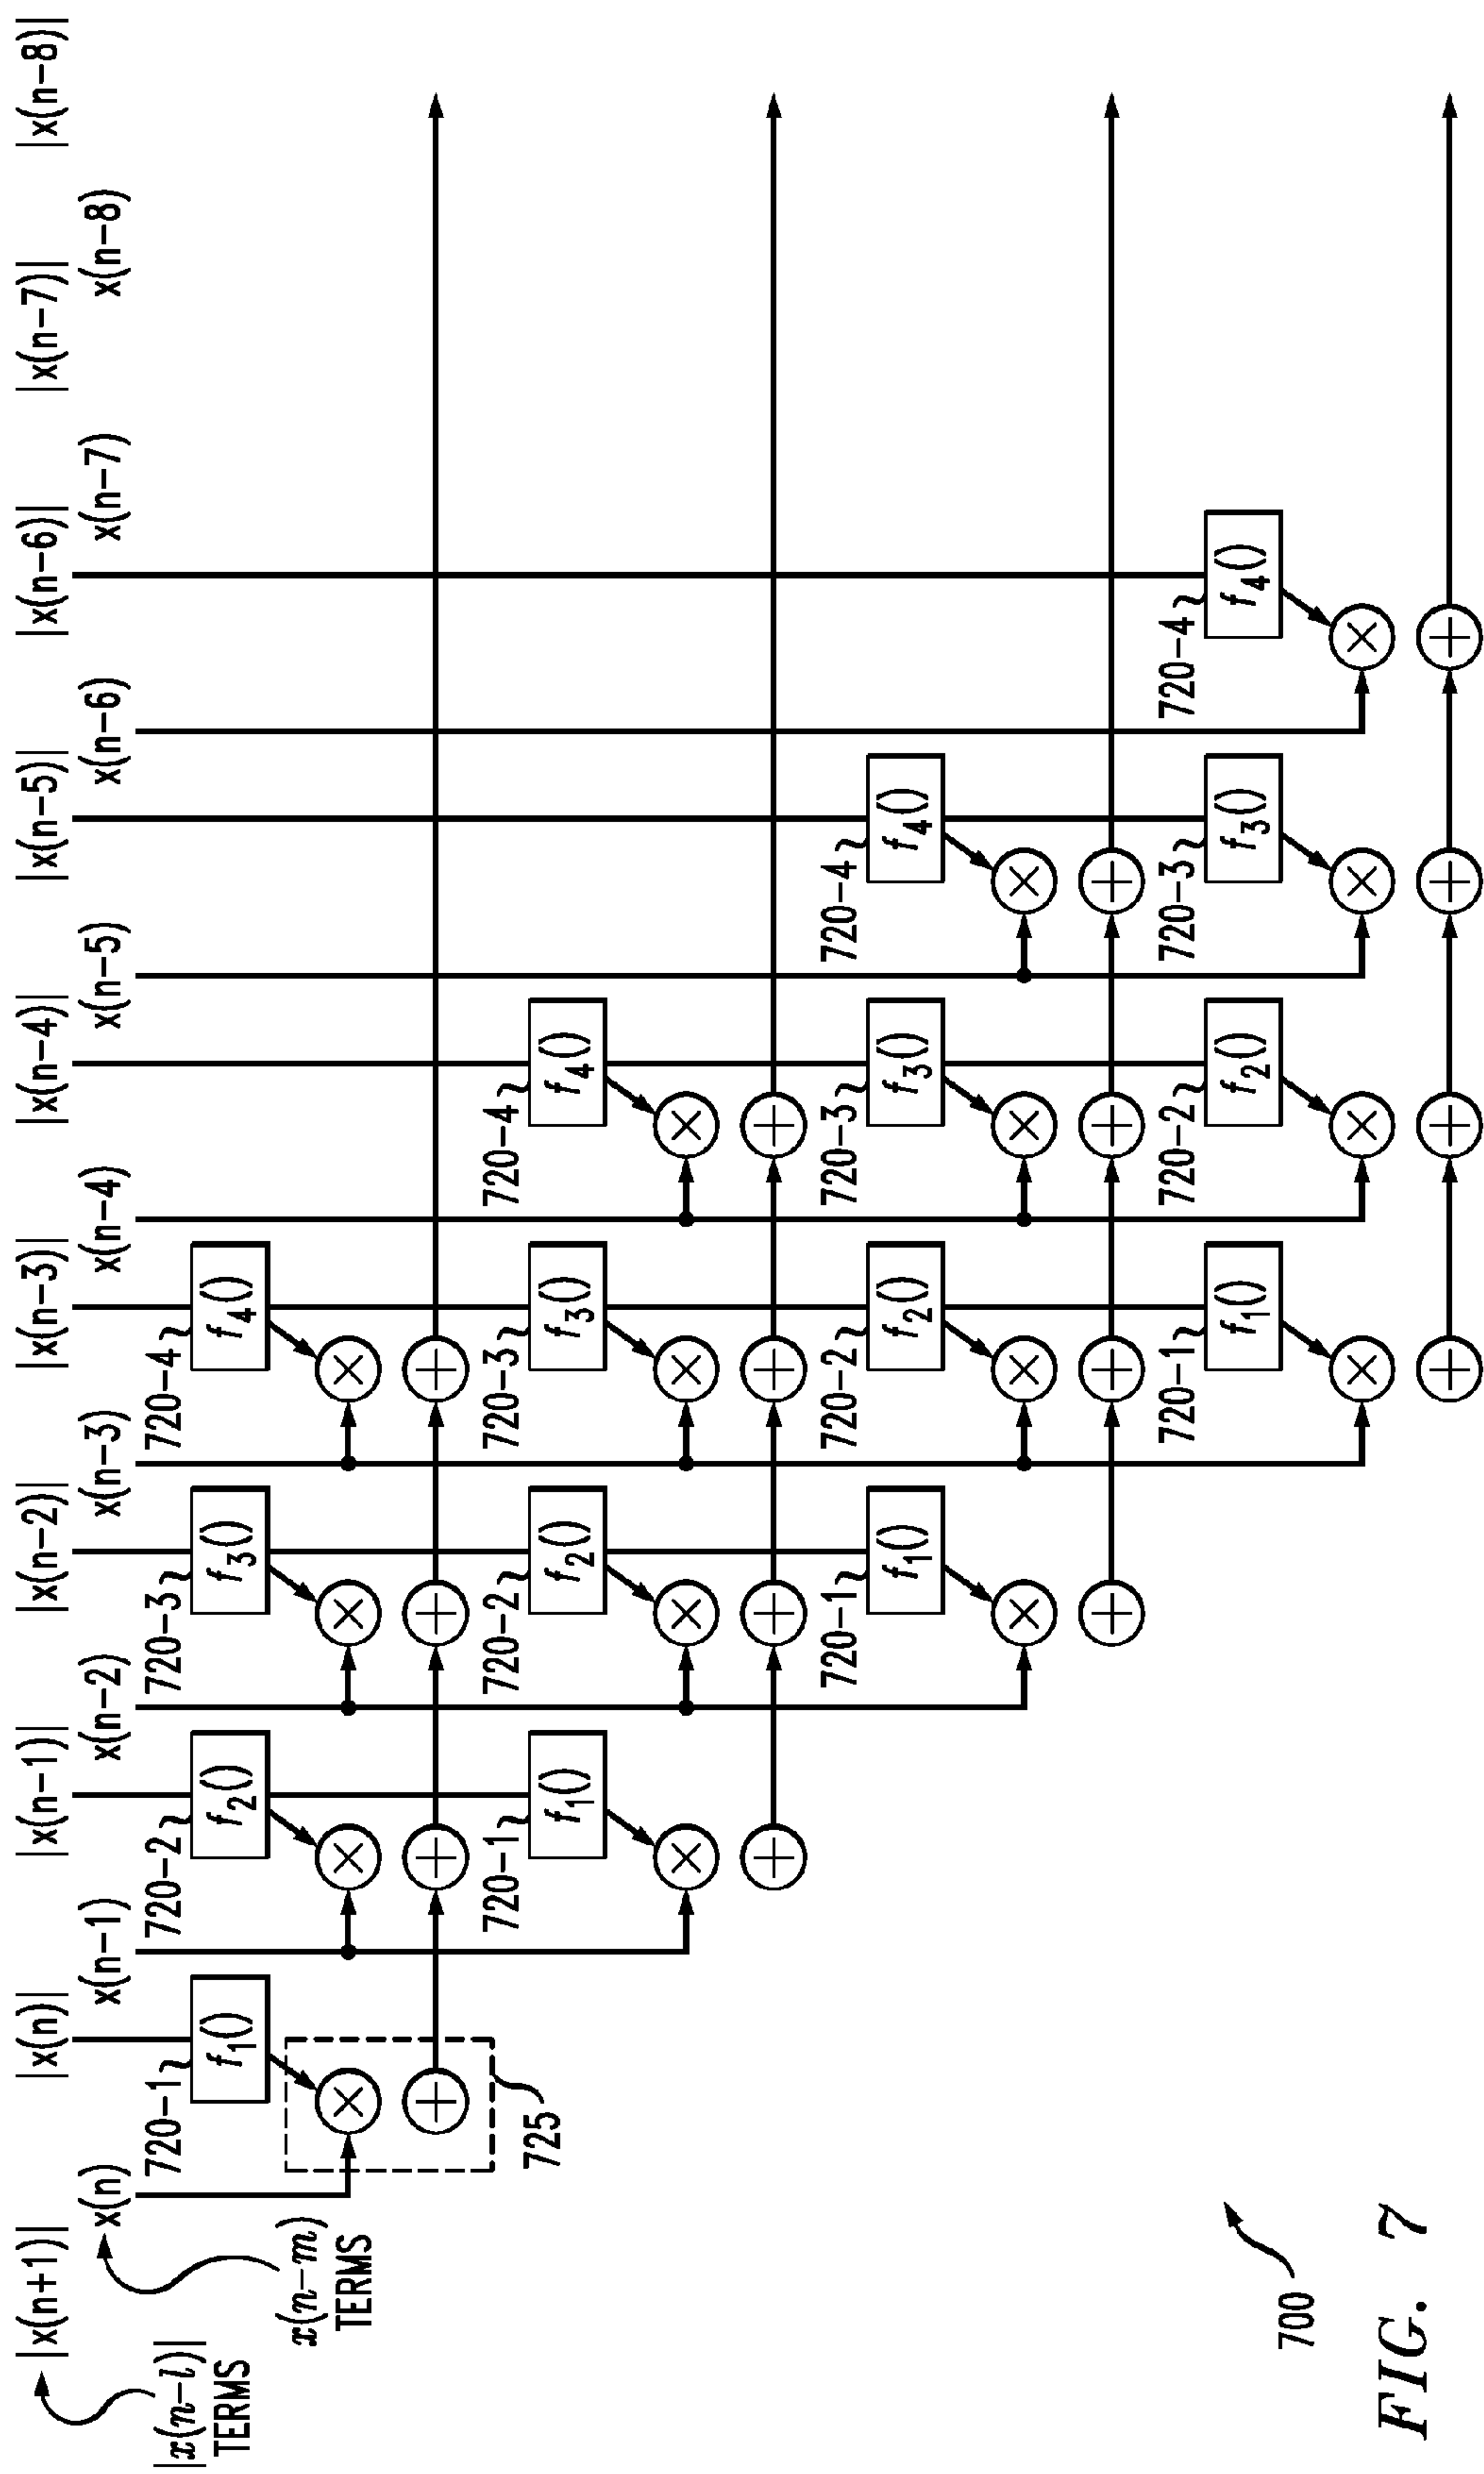 |x(n+1)| |x(n)| |x(n-1)| |x(n-2)| |x(n-3)| |x(n-4)| |x(n-5)| |x(n-6)| |x(n-7)| |x(n-8)|
x(n) x(n-1) x(n-2) x(n-3) x(n-4) x(n-5) x(n-6) x(n-7) x(n-8)
|x(n-l)|
TERMS
x(n-m)
TERMS
720-1 720-2 720-3 720-4
f1() f2() f3() f4()
725
720-1 720-2 720-3 720-4
f1() f2() f3() f4()
720-1 720-2 720-3 720-4
f1() f2() f3() f4()
720-1 720-2 720-3 720-4
f1() f2() f3() f4()
700
FIG. 7